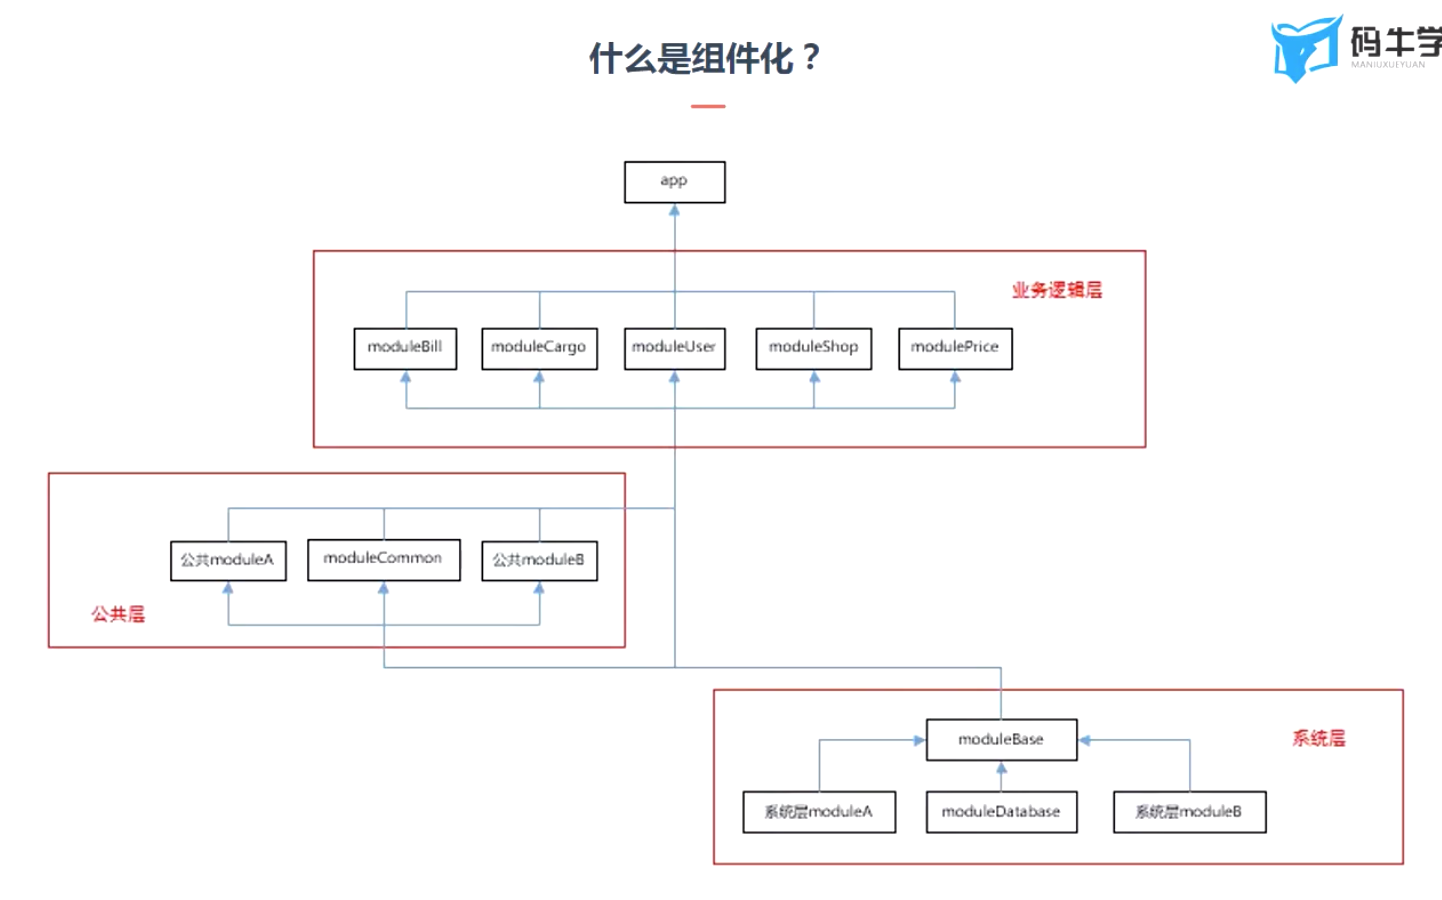 什么是组件化？
码牛学
MANIUXUEYUAN
app
业务逻辑层
moduleBill
moduleCargo
moduleUser
moduleShop
modulePrice
公共moduleA
moduleCommon
公共moduleB
公共层
moduleBase
系统层
系统层moduleA
moduleDatabase
系统层moduleB